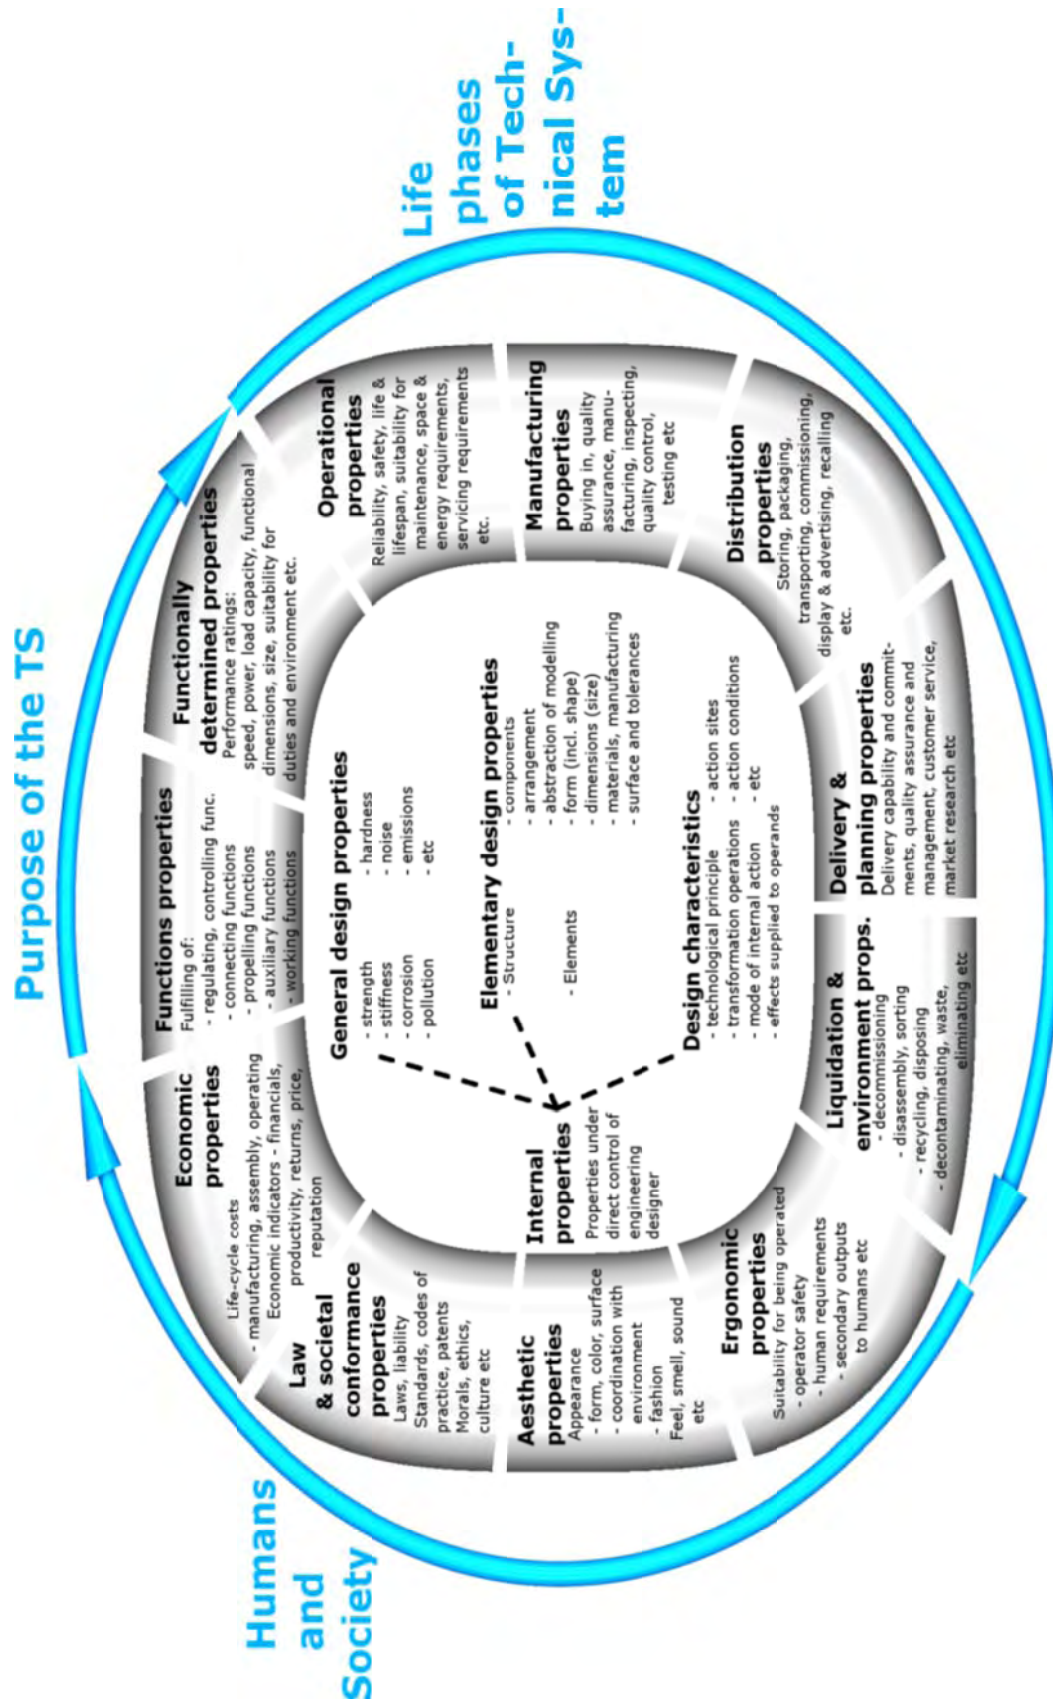 Purpose of the TS
Life
phases
of Tech-
nical Sys-
tem
Humans
and
Society
Functions properties
Fulfilling of:
- regulating, controlling func.
- connecting functions
- propelling functions
- auxiliary functions
- working functions
Functionally
determined properties
Performance ratings:
speed, power, load capacity, functional
dimensions, size, suitability for
duties and environment etc.
Operational
properties
Reliability, safety, life &
lifespan, suitability for
maintenance, space &
energy requirements,
servicing requirements
etc.
Manufacturing
properties
Buying in, quality
assurance, manu-
facturing, inspecting,
quality control,
testing etc
Distribution
properties
Storing, packaging,
transporting, commissioning,
display & advertising, recalling
etc.
Delivery &
planning properties
Delivery capability and commit-
ments, quality assurance and
management, customer service,
market research etc
Liquidation &
environment props.
- decommissioning
- disassembly, sorting
- recycling, disposing
- decontaminating, waste,
eliminating etc
Ergonomic
properties
Suitability for being operated
- operator safety
- human requirements
- secondary outputs
to humans etc
Aesthetic
properties
Appearance
- form, color, surface
- coordination with
environment
- fashion
Feel, smell, sound
etc
Law
& societal
conformance
properties
Laws, liability
Standards, codes of
practice, patents
Morals, ethics,
culture etc
Economic
properties
Life-cycle costs
- manufacturing, assembly, operating
Economic indicators - financials,
productivity, returns, price,
reputation
Internal
properties
Properties under
direct control of
engineering
designer
General design properties
- strength - hardness
- stiffness - noise
- corrosion - emissions
- pollution - etc
Elementary design properties
- Structure - components
- arrangement
- abstraction of modelling
- Elements - form (incl. shape)
- dimensions (size)
- materials, manufacturing
- surface and tolerances
Design characteristics
- technological principle - action sites
- transformation operations - action conditions
- mode of internal action - etc
- effects supplied to operands